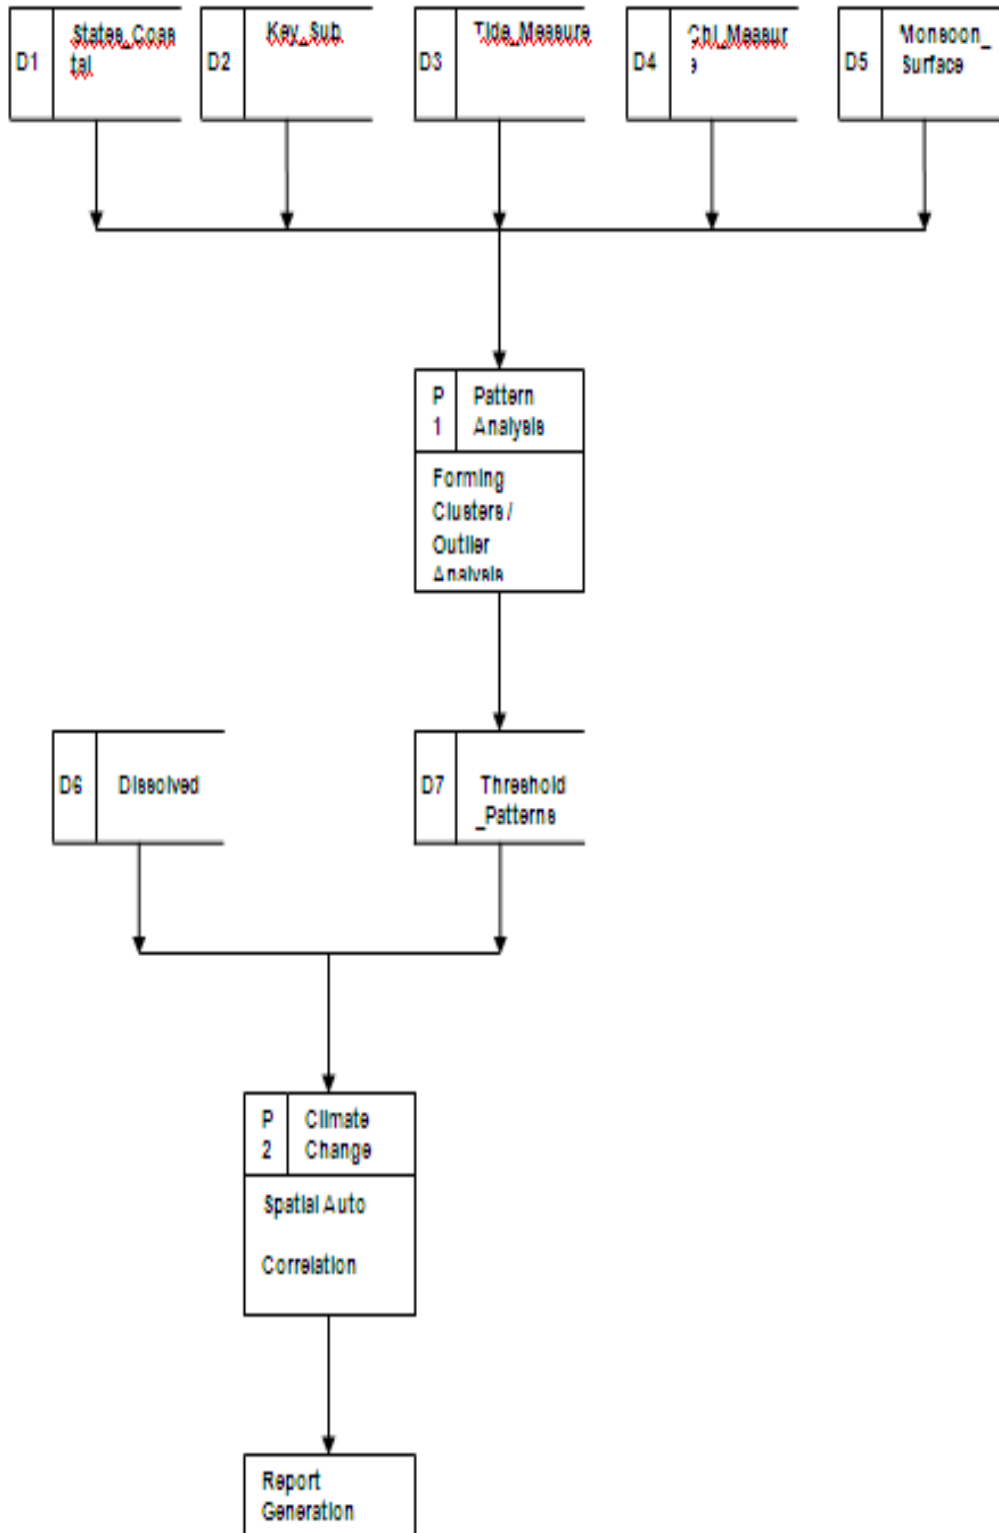 D1
States_Coas
tal
D2
Key_Sub
D3
Tide_Measure
D4
Chl_Measur
e
D5
Monsoon_
Surface
P
1
Pattern
Analysis
Forming
Clusters /
Outlier
Analysis
D6
Dissolved
D7
Threshold
_Patterns
P
2
Climate
Change
Spatial Auto
Correlation
Report
Generation